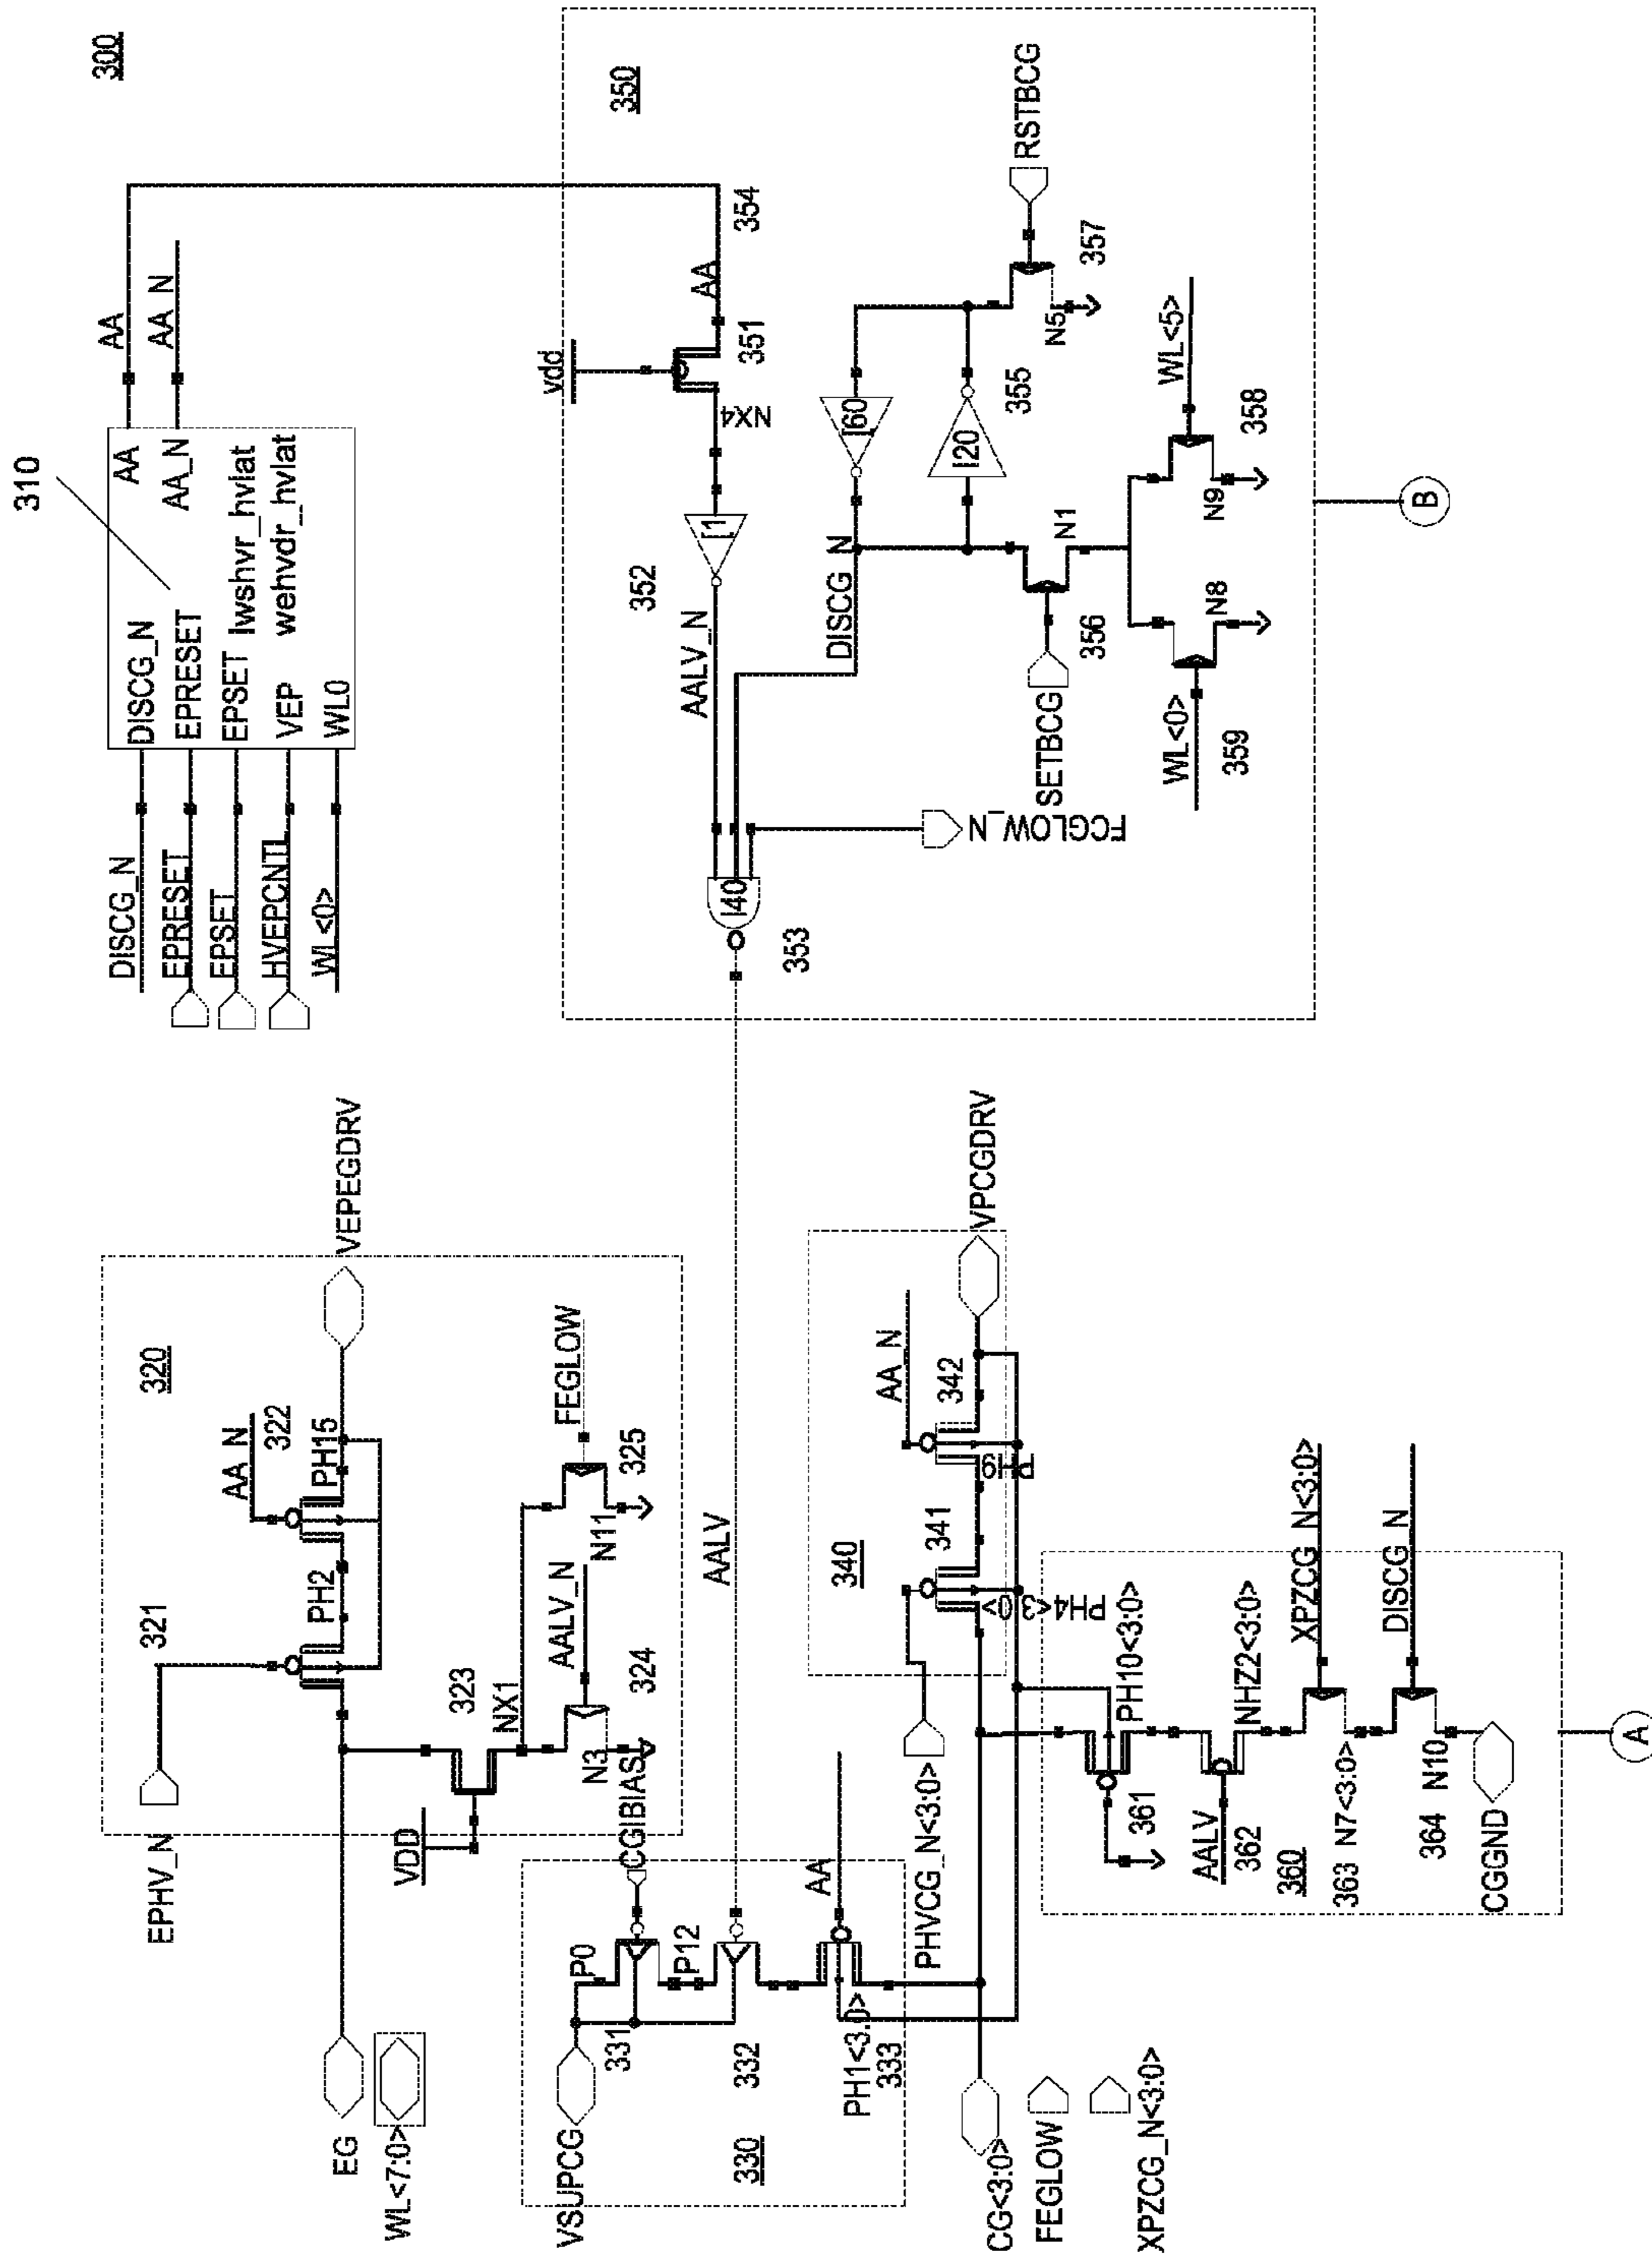 300
310
DISCG_N
EPRESET
EPSET
HVEPCNTL
WL<0>
DISCG_N
EPRESET
EPSET
VEP
WL0
lwshvr_hvlat
wehvdr_hvlat
AA
AA_N
AA
AA_N
350
vdd
351
AA
354
NX4
[1
352
AALV_N
I40
353
DISCG_N
FCGLOW_N
I60
I20
355
RSTBCG
357
N5
SETBCG
356
N1
WL<0>
359
N8
WL<5>
358
N9
B
320
EPHV_N
321
PH2
AA_N
322
PH15
VEPEGDRV
EG
WL<7:0>
VDD
323
NX1
AALV_N
N3
324
FEGLOW
N11
325
AALV
VSUPCG
P0
CGIBIAS
331
P12
332
AA
PH1<3:0>
333
330
340
PHVCG_N<3:0>
341
PH4<3:0>
AA_N
342
PH9
VPCGDRV
CG<3:0>
FEGLOW
XPZCG_N<3:0>
PH10<3:0>
361
AALV
362
NHZ2<3:0>
360
XPZCG_N<3:0>
363
N7<3:0>
DISCG_N
364
N10
CGGND
A